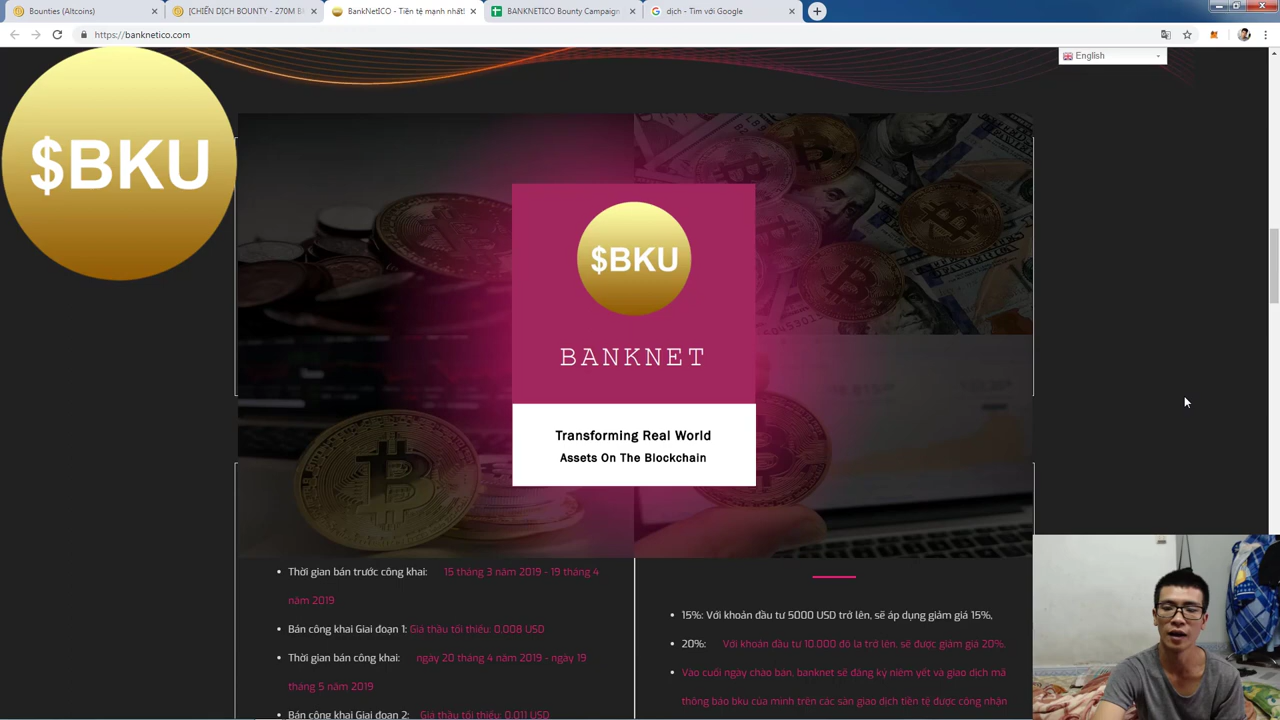 Bounties (Altcoins)
[CHIẾN DỊCH BOUNTY - 270M B
BankNetICO - Tiền tệ mạnh nhất!
BANKNETICO Bounty Campaign
dịch - Tìm với Google
https://banknetico.com
English
$BKU
$BKU
BANKNET
Transforming Real World
Assets On The Blockchain
Thời gian bán trước công khai: 15 tháng 3 năm 2019 - 19 tháng 4
năm 2019
Bán công khai Giai đoạn 1: Gia thầu tối thiểu: 0.008 USD
Thời gian bán công khai: ngày 20 tháng 4 năm 2019 - ngày 19
tháng 5 năm 2019
Bán công khai Giai đoạn 2: Giá thầu tối thiểu: 0.011 USD
15%: Với khoản đầu tư 5000 USD trở lên, sẽ áp dụng giảm giá 15%,
20%: Với khoản đầu tư 10.000 đô la trở lên, sẽ được giảm giá 20%.
Vào cuối ngày chào bán, banknet sẽ đăng ký niêm yết và giao dịch mã
thông báo bku của mình trên các sàn giao dịch tiền tệ được công nhận